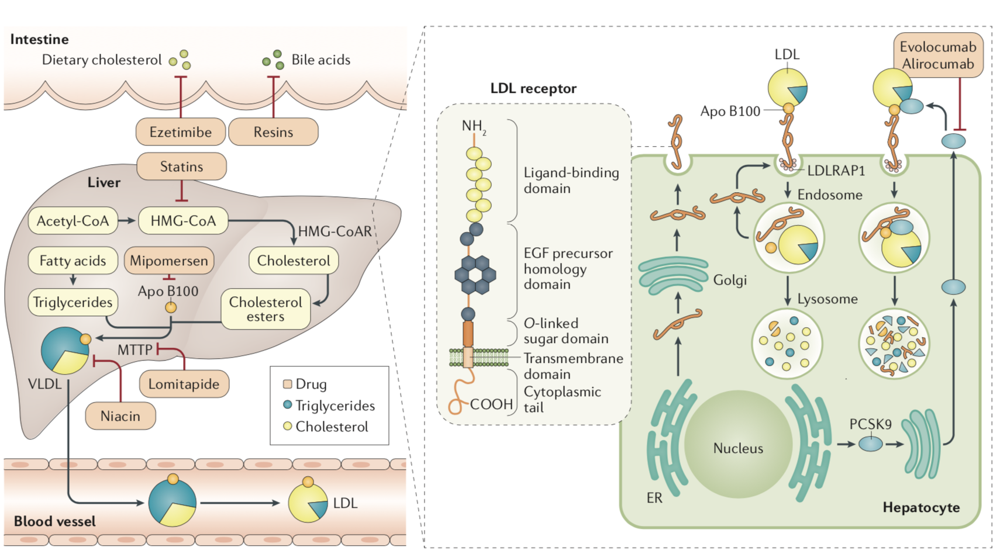 Intestine
Dietary cholesterol
Bile acids
Ezetimibe
Resins
Statins
Liver
Acetyl-CoA
HMG-CoA
HMG-CoAR
Fatty acids
Mipomersen
Cholesterol
Apo B100
Triglycerides
Cholesterol
esters
MTTP
VLDL
Lomitapide
Niacin
Drug
Triglycerides
Cholesterol
LDL
Blood vessel
LDL receptor
NH2
Ligand-binding
domain
EGF precursor
homology
domain
O-linked
sugar domain
Transmembrane
domain
Cytoplasmic
tail
COOH
LDL
Evolocumab
Alirocumab
Apo B100
LDLRAP1
Endosome
Golgi
Lysosome
PCSK9
Nucleus
ER
Hepatocyte